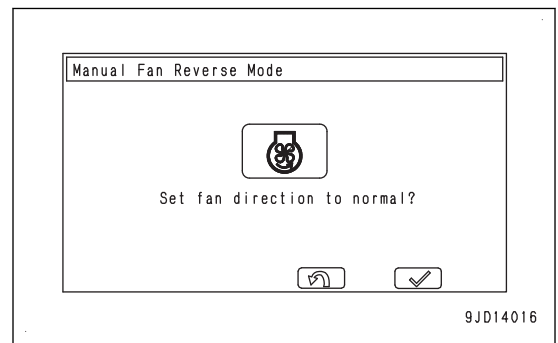 Manual Fan Reverse Mode
Set fan direction to normal?
9JD14016